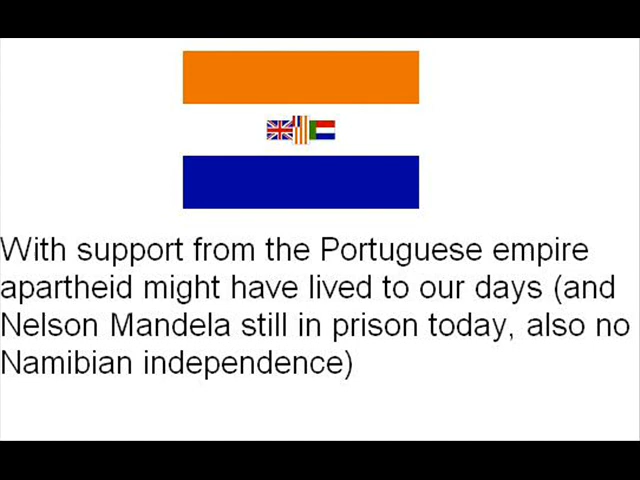 With support from the Portuguese empire
apartheid might have lived to our days (and
Nelson Mandela still in prison today, also no
Namibian independence)